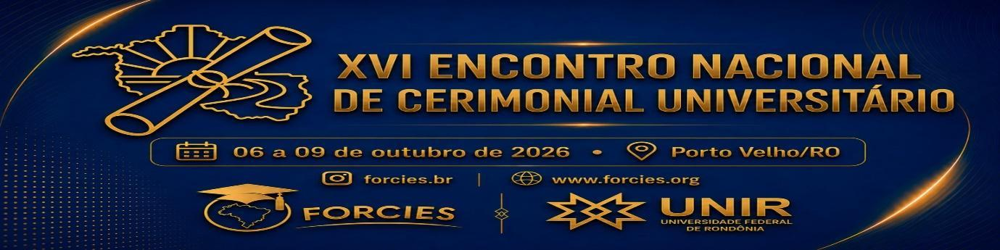 XVI ENCONTRO NACIONAL
DE CERIMONIAL UNIVERSITÁRIO
06 a 09 de outubro de 2026 • Porto Velho/RO
forcies.br | www.forcies.org
FORCIES
UNIR
UNIVERSIDADE FEDERAL
DE RONDÔNIA